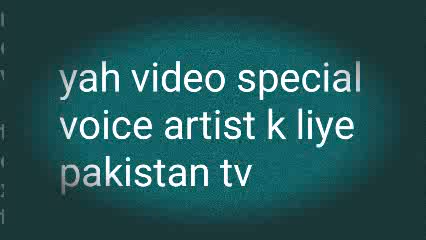 yah video special
voice artist k liye
pakistan tv